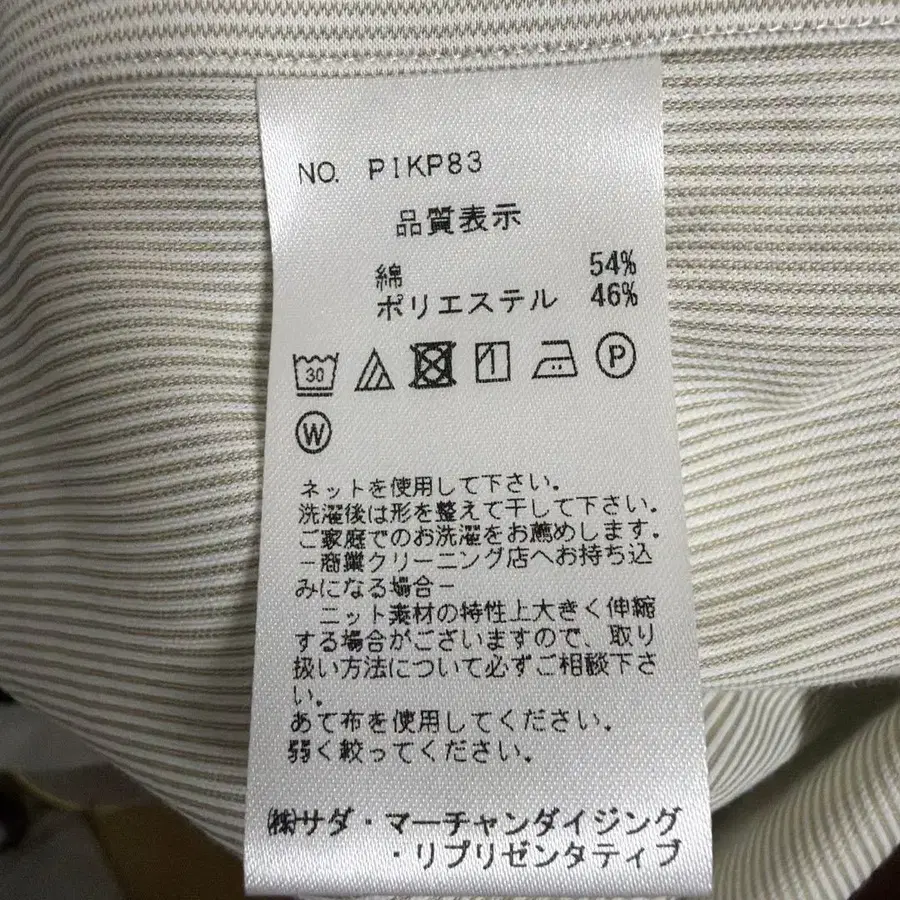 NO. P1KP83
品質表示
綿 54%
ポリエステル 46%
30 P
W
ネットを使用して下さい。
洗濯後は形を整えて干して下さい。
ご家庭でのお洗濯をお薦めします。
－商業クリーニング店へお持ち込
みになる場合－
ニット素材の特性上大きく伸縮
する場合がございますので、取り
扱い方法について必ずご相談下さ
い。
あて布を使用してください。
弱く絞ってください。
㈱サダ・マーチャンダイジング
・リプリゼンタティブ